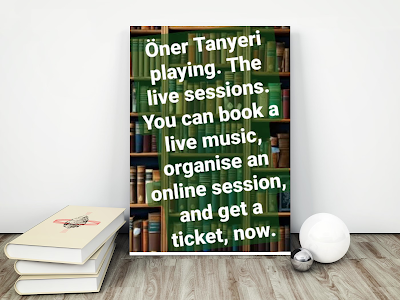 Öner Tanyeri
playing. The
live sessions.
You can book a
live music,
organise an
online session,
and get a
ticket, now.